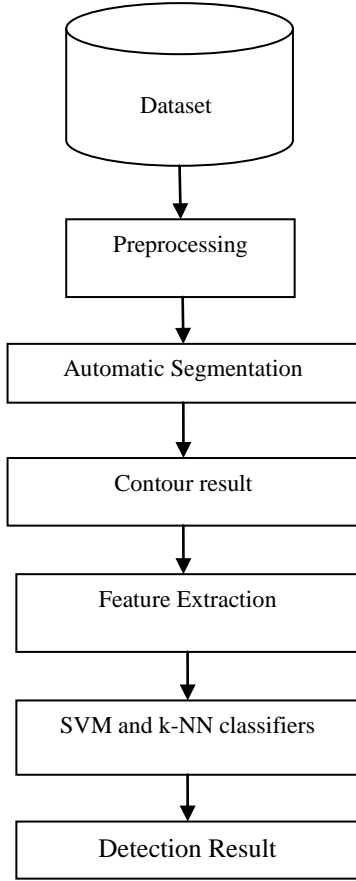 Dataset
Preprocessing
Automatic Segmentation
Contour result
Feature Extraction
SVM and k-NN classifiers
Detection Result